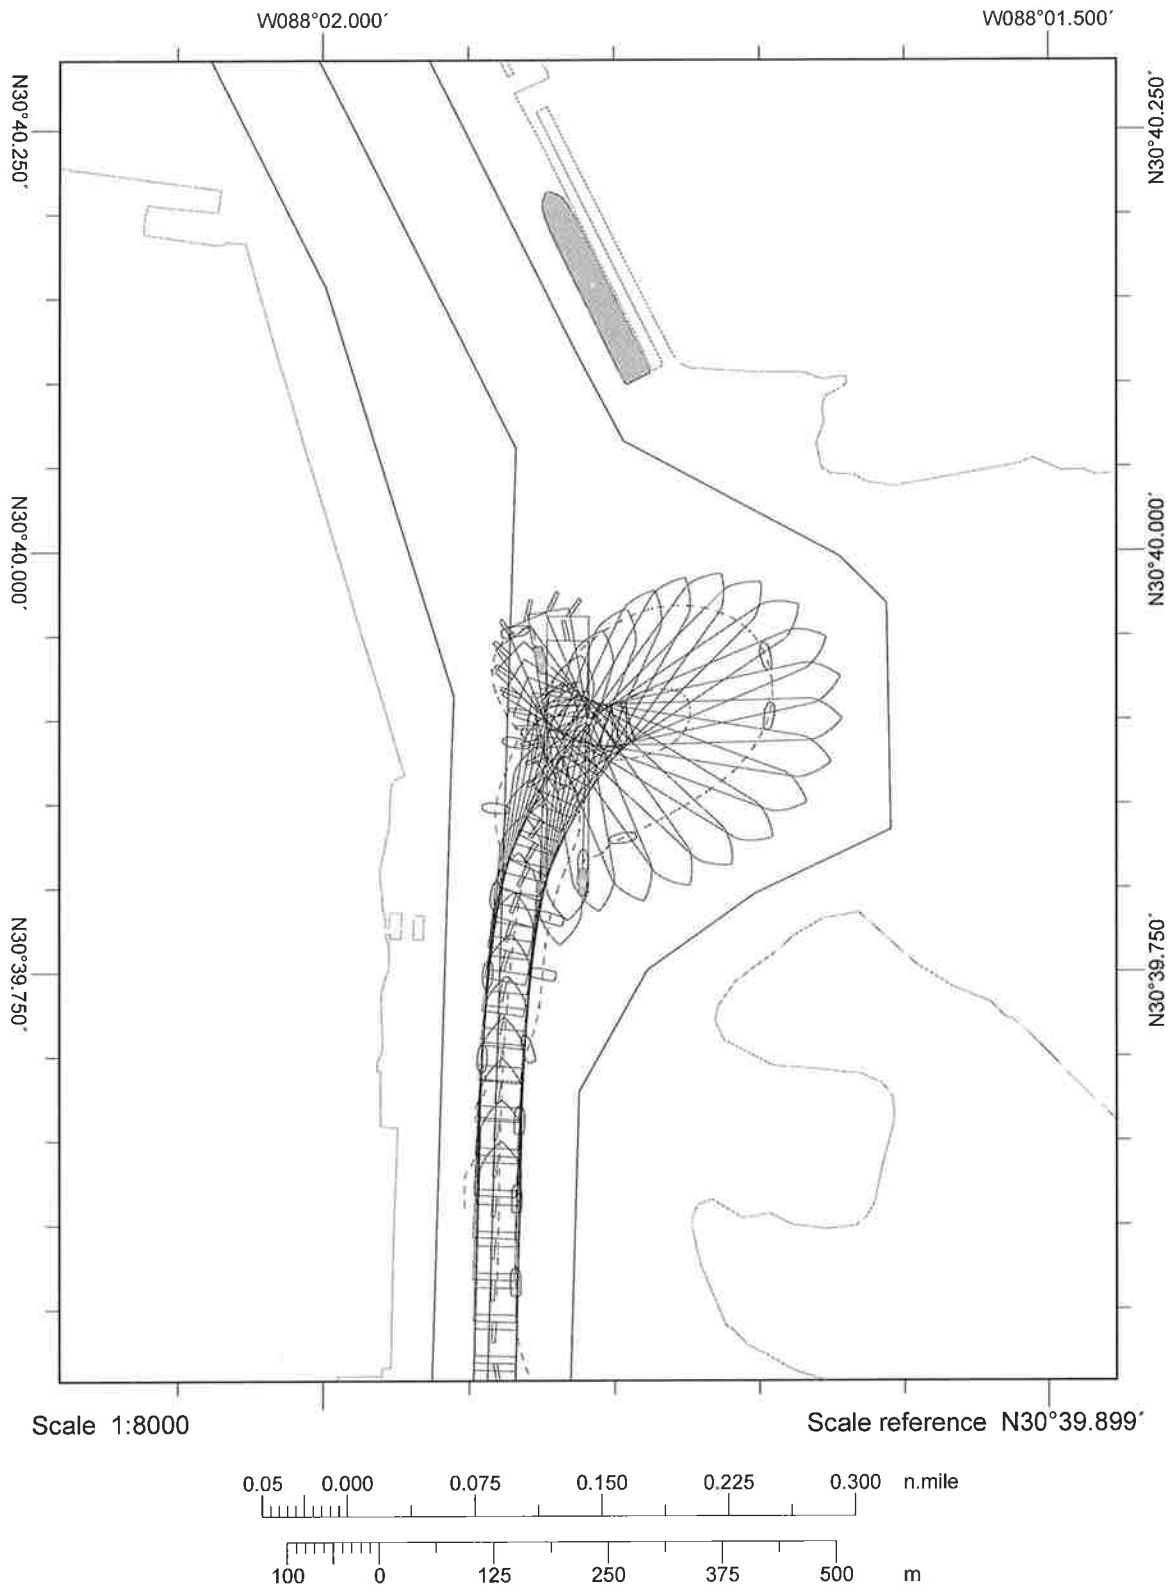 W088°02.000´
W088°01.500´
N30°40.250´
N30°40.250´
N30°40.000´
N30°40.000´
N30°39.750´
N30°39.750´
Scale 1:8000
Scale reference N30°39.899´
0.05 0.000 0.075 0.150 0.225 0.300 n.mile
100 0 125 250 375 500 m